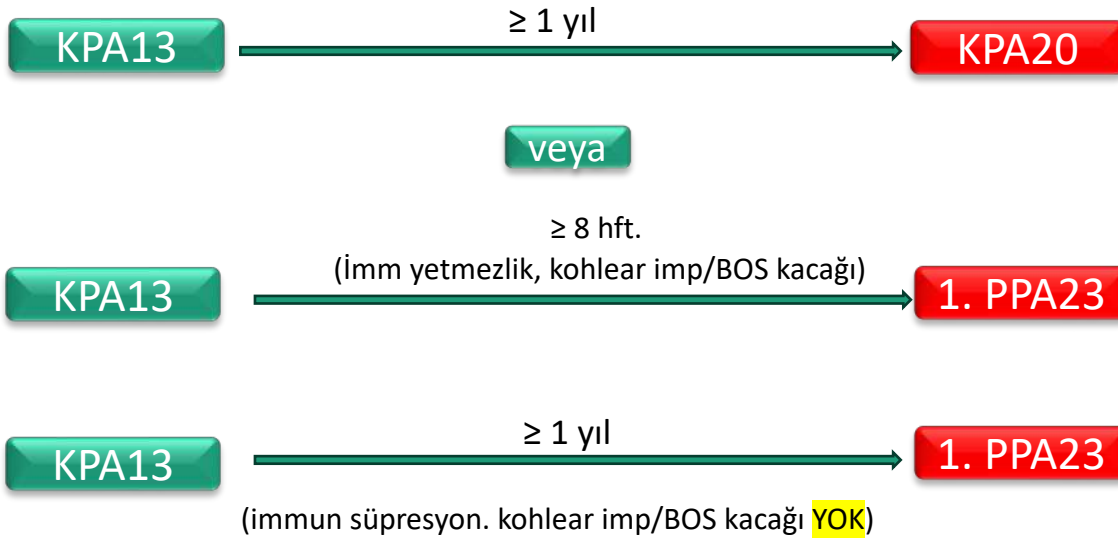 ≥ 1 yıl
KPA13
KPA20
veya
≥ 8 hft.
(İmm yetmezlik, kohlear imp/BOS kacağı)
KPA13
1. PPA23
≥ 1 yıl
KPA13
1. PPA23
(immun süpresyon. kohlear imp/BOS kacağı YOK)